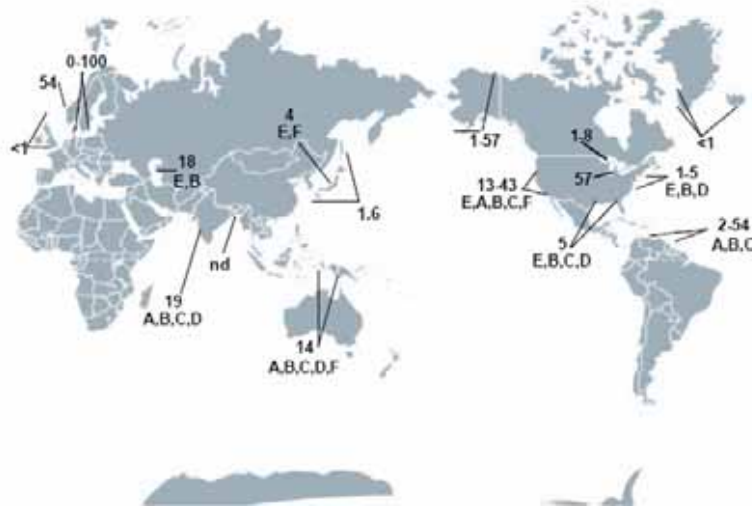 0-100
54
<1
18
E,B
4
E,F
1.6
nd
19
A,B,C,D
14
A,B,C,D,F
1-57
1-8
57
13-43
E,A,B,C,F
<1
1-5
E,B,D
5
E,B,C,D
2-54
A,B,C